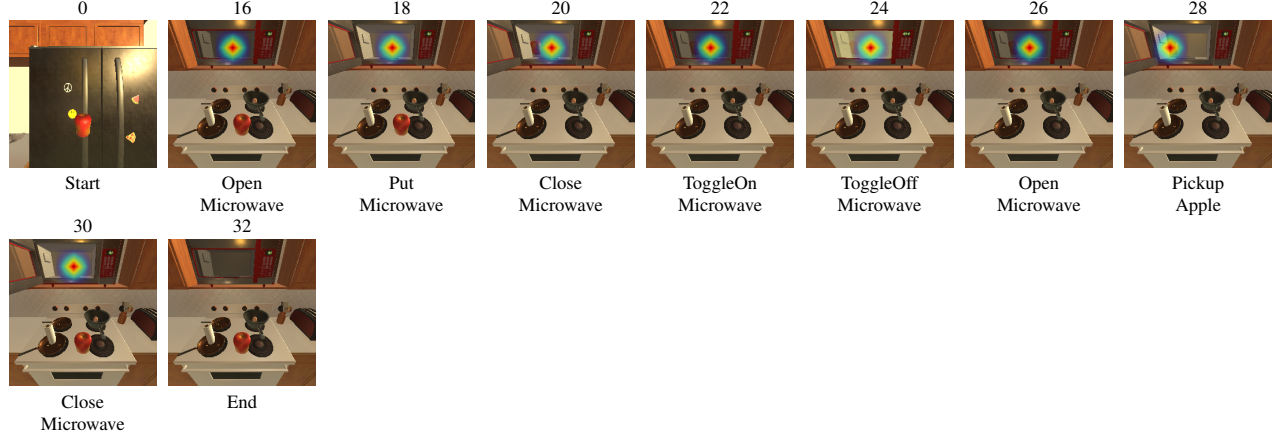 0 16 18 20 22 24 26 28
Start Open Put Close ToggleOn ToggleOff Open Pickup
Microwave Microwave Microwave Microwave Microwave Microwave Apple
30 32
Close End
Microwave